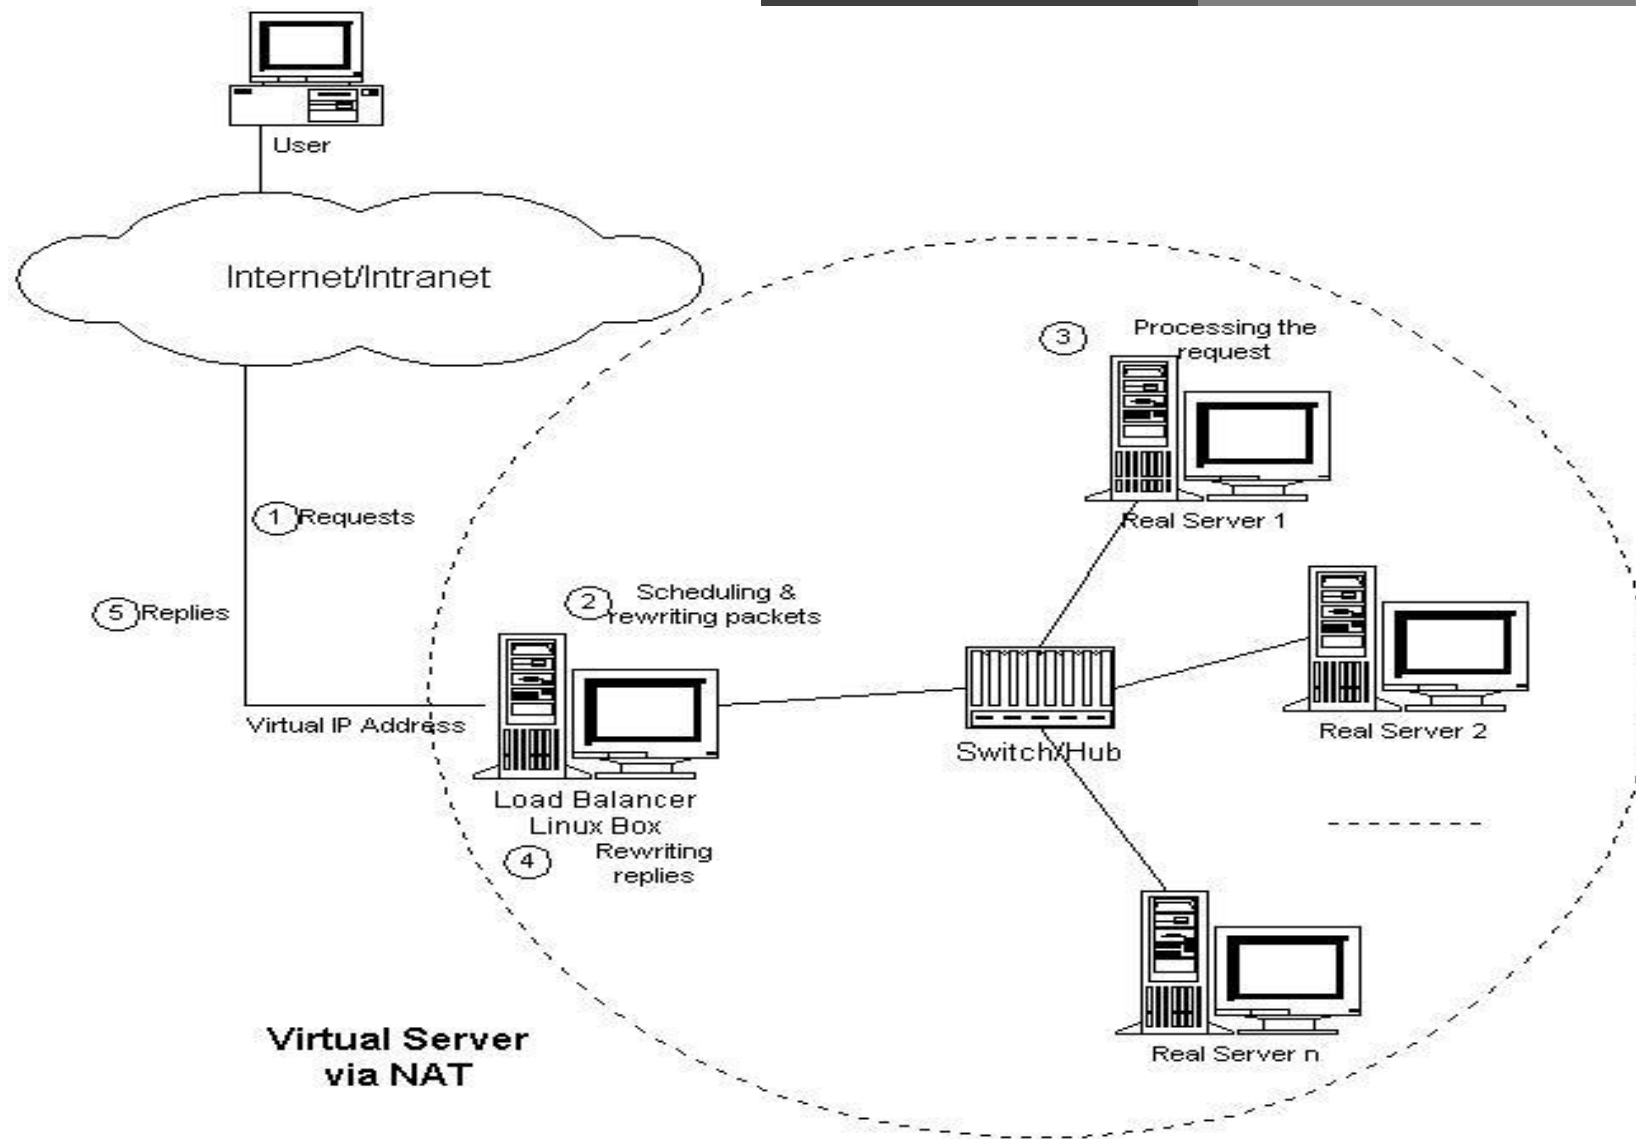 User
Internet/Intranet
3
Processing the
request
1 Requests
Real Server 1
5 Replies
2
Scheduling &
rewriting packets
Virtual IP Address
Switch/Hub
Real Server 2
Load Balancer
Linux Box
4
Rewriting
replies
Real Server n
Virtual Server
via NAT